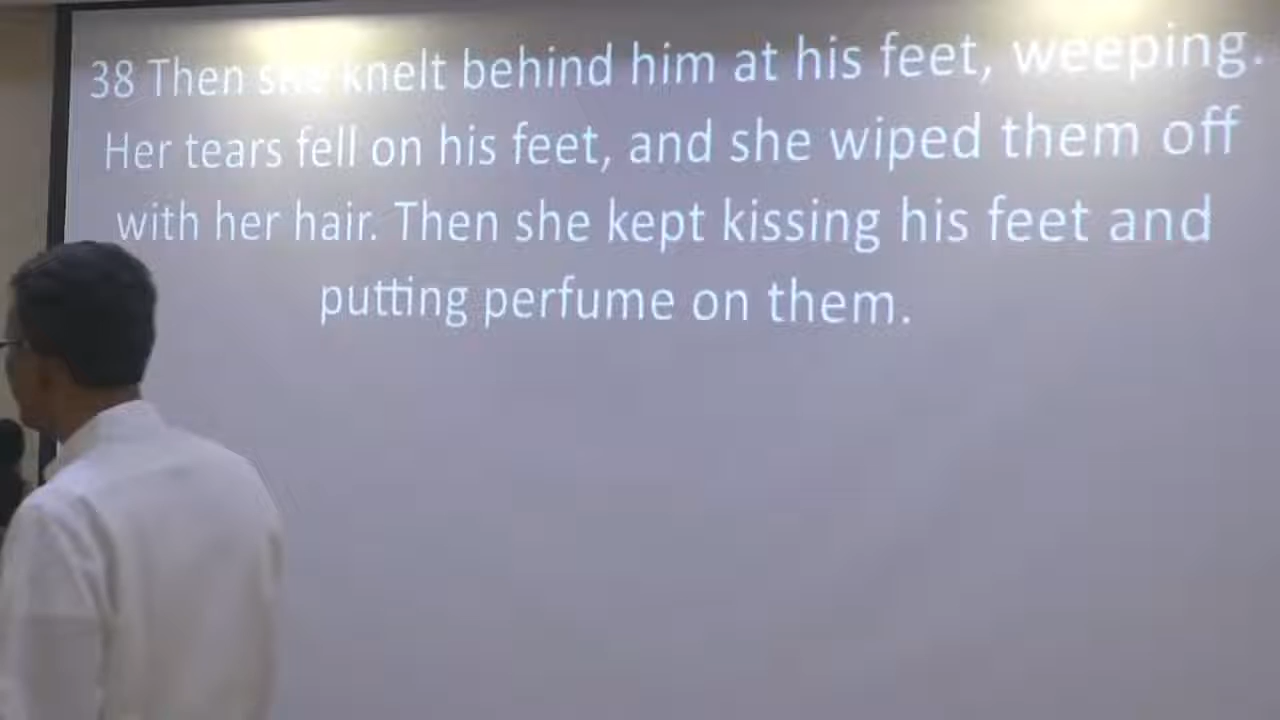 38 Then she knelt behind him at his feet, weeping.
Her tears fell on his feet, and she wiped them off
with her hair. Then she kept kissing his feet and
putting perfume on them.